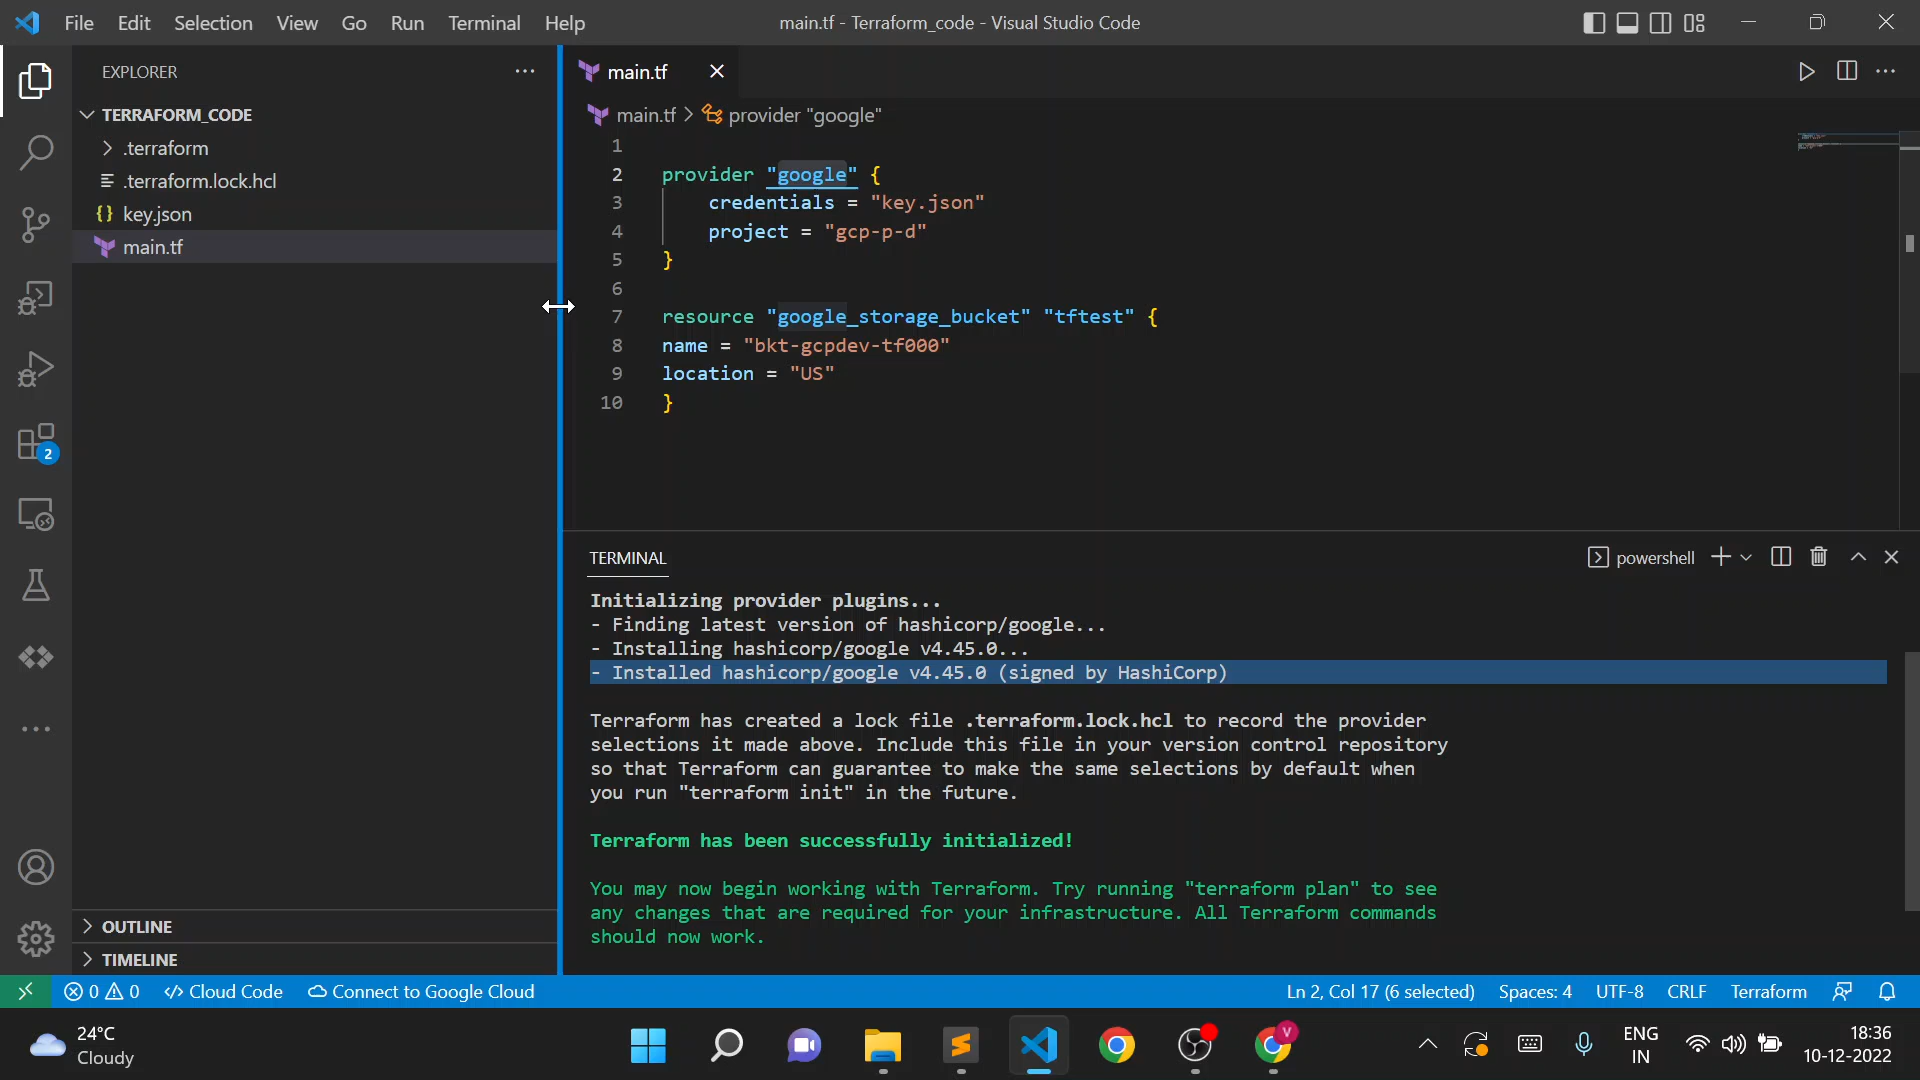 File Edit Selection View Go Run Terminal Help
main.tf - Terraform_code - Visual Studio Code
EXPLORER
TERRAFORM_CODE
.terraform
.terraform.lock.hcl
key.json
main.tf
OUTLINE
TIMELINE
2
main.tf
main.tf > provider "google"
1
2 provider "google" {
3 credentials = "key.json"
4 project = "gcp-p-d"
5 }
6
7 resource "google_storage_bucket" "tftest" {
8 name = "bkt-gcpdev-tf000"
9 location = "US"
10 }
TERMINAL
powershell
Initializing provider plugins...
- Finding latest version of hashicorp/google...
- Installing hashicorp/google v4.45.0...
- Installed hashicorp/google v4.45.0 (signed by HashiCorp)
Terraform has created a lock file .terraform.lock.hcl to record the provider
selections it made above. Include this file in your version control repository
so that Terraform can guarantee to make the same selections by default when
you run "terraform init" in the future.
Terraform has been successfully initialized!
You may now begin working with Terraform. Try running "terraform plan" to see
any changes that are required for your infrastructure. All Terraform commands
should now work.
0 0 Cloud Code Connect to Google Cloud
Ln 2, Col 17 (6 selected) Spaces: 4 UTF-8 CRLF Terraform
24°C
Cloudy
V
ENG
IN
18:36
10-12-2022